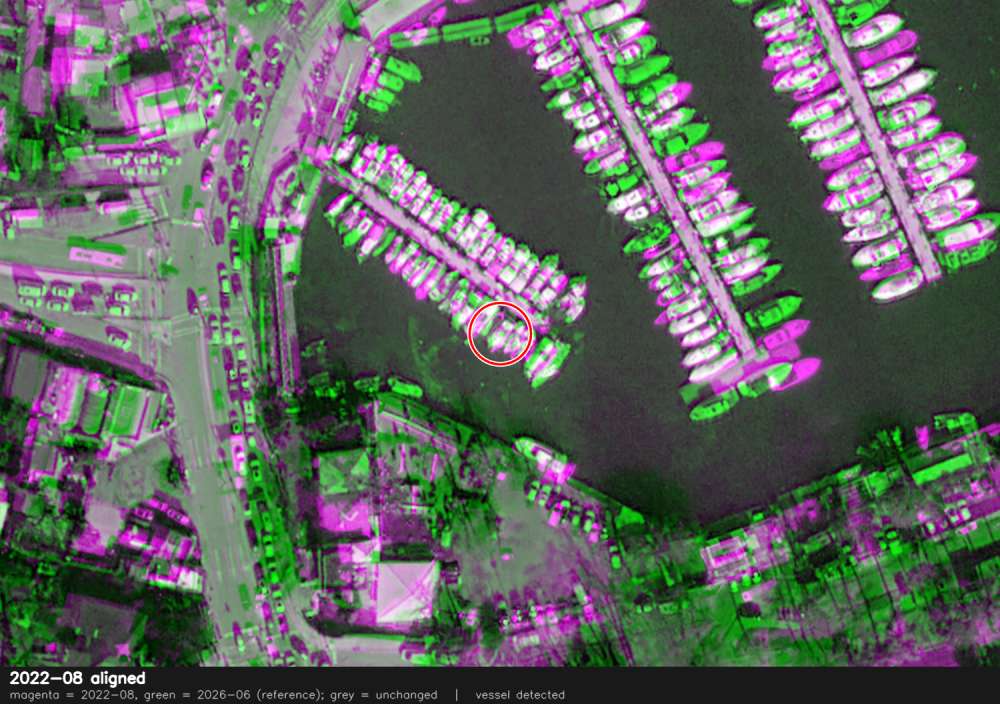 2022-08 aligned
magenta = 2022-08, green = 2026-06 (reference); grey = unchanged | vessel detected